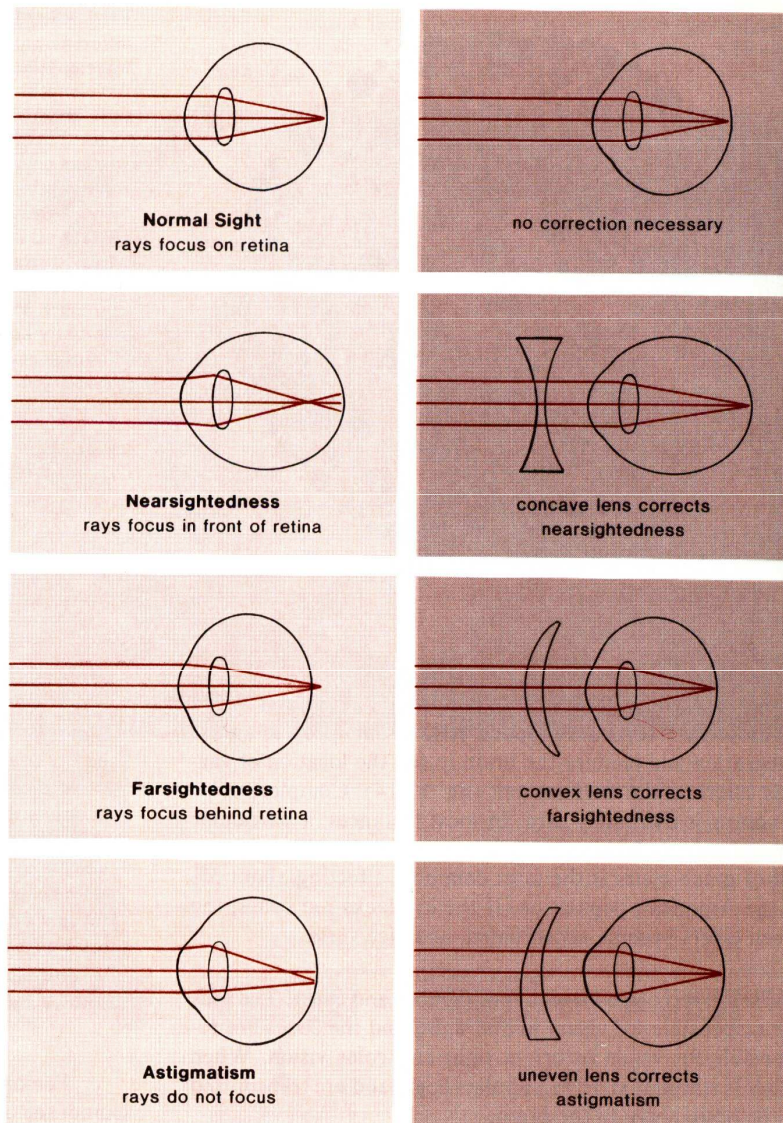 Normal Sight
rays focus on retina
no correction necessary
Nearsightedness
rays focus in front of retina
concave lens corrects
nearsightedness
Farsightedness
rays focus behind retina
convex lens corrects
farsightedness
Astigmatism
rays do not focus
uneven lens corrects
astigmatism